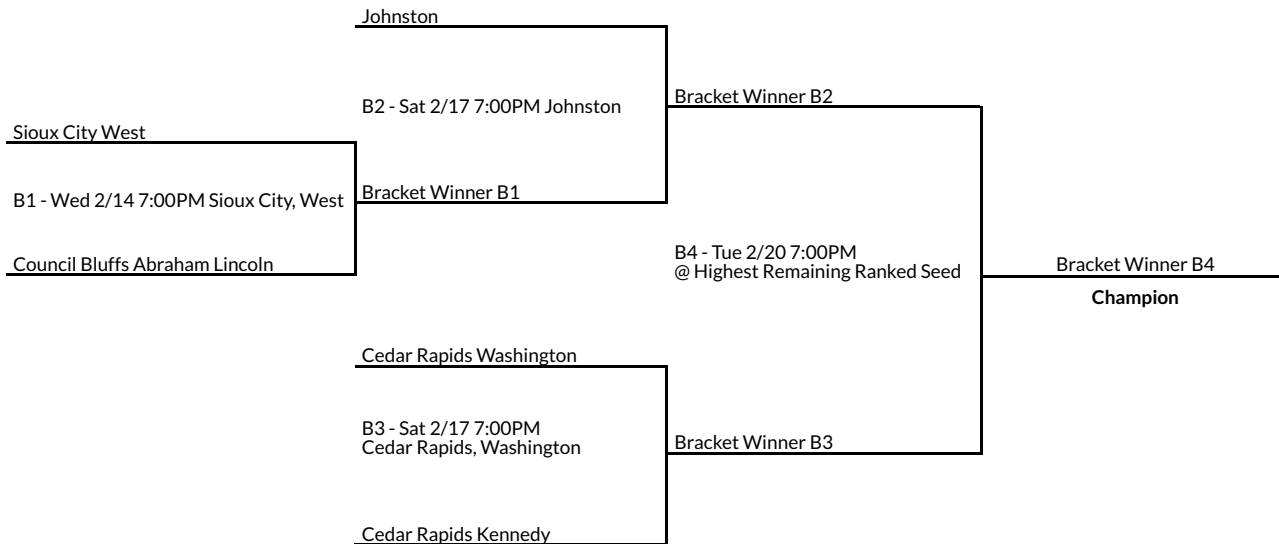 Johnston
B2 - Sat 2/17 7:00PM Johnston
Bracket Winner B2
Sioux City West
B1 - Wed 2/14 7:00PM Sioux City, West
Bracket Winner B1
Council Bluffs Abraham Lincoln
B4 - Tue 2/20 7:00PM
@ Highest Remaining Ranked Seed
Bracket Winner B4
Champion
Cedar Rapids Washington
B3 - Sat 2/17 7:00PM
Cedar Rapids, Washington
Bracket Winner B3
Cedar Rapids Kennedy